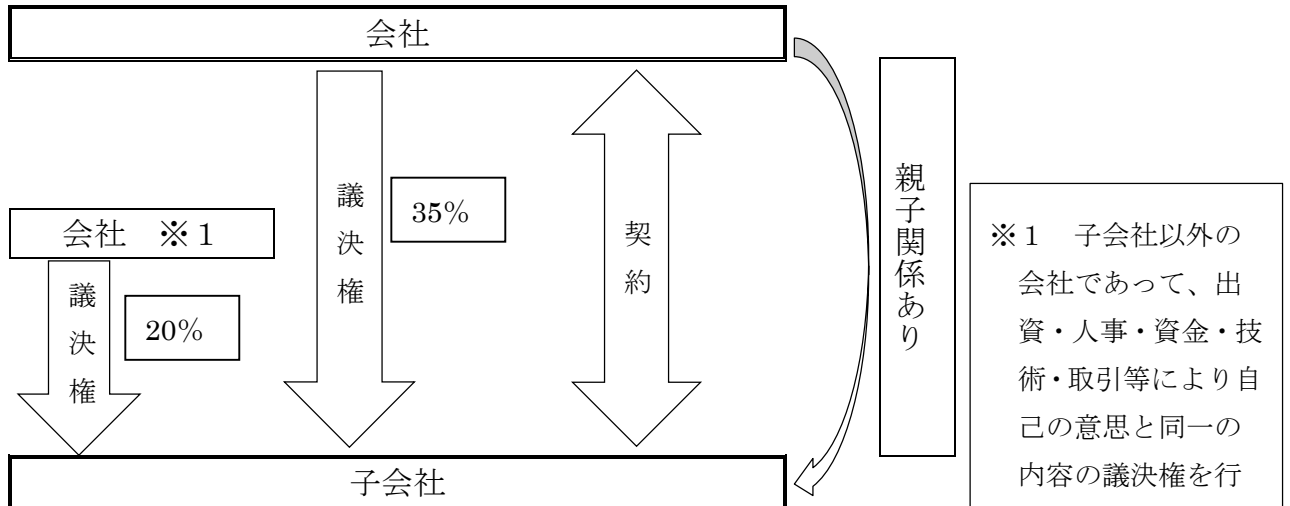 会社
会社　※１
議決権
20%
議決権
35%
契約
親子関係あり
※１　子会社以外の
会社であって、出
資・人事・資金・技
術・取引等により自
己の意思と同一の
内容の議決権を行
子会社